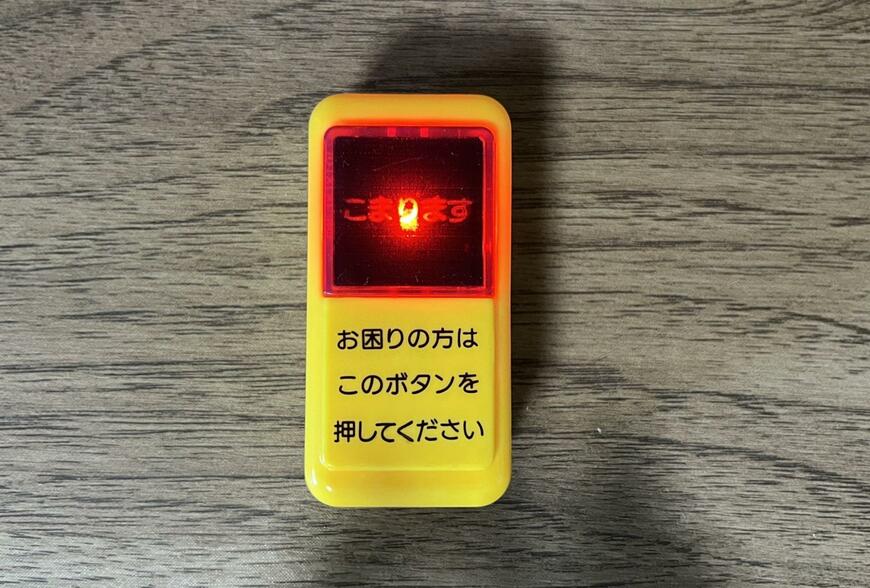 こまります
お困りの方は
このボタンを
押してください